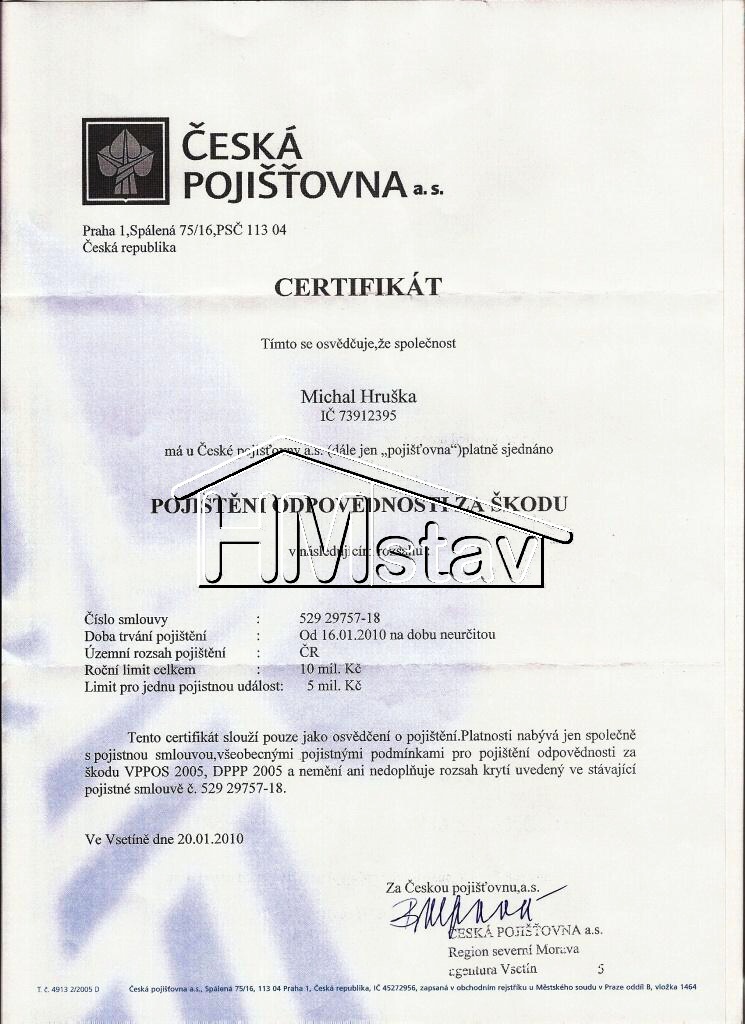 ČESKÁ
POJIŠŤOVNA a. s.
Praha 1,Spálená 75/16,PSČ 113 04
Česká republika
CERTIFIKÁT
Tímto se osvědčuje,že společnost
Michal Hruška
IČ 73912395
má u České pojišťovny a.s. (dále jen „pojišťovna“)platně sjednáno
POJIŠTĚNÍ ODPOVĚDNOSTI ZA ŠKODU
v následujícím rozsahu:
HMstav
Číslo smlouvy : 529 29757-18
Doba trvání pojištění : Od 16.01.2010 na dobu neurčitou
Územní rozsah pojištění : ČR
Roční limit celkem : 10 mil. Kč
Limit pro jednu pojistnou událost: 5 mil. Kč
Tento certifikát slouží pouze jako osvědčení o pojištění.Platnosti nabývá jen společně
s pojistnou smlouvou,všeobecnými pojistnými podmínkami pro pojištění odpovědnosti za
škodu VPPOS 2005, DPPP 2005 a nemění ani nedoplňuje rozsah krytí uvedený ve stávající
pojistné smlouvě č. 529 29757-18.
Ve Vsetíně dne 20.01.2010
Za Českou pojišťovnu,a.s.
ČESKÁ POJIŠŤOVNA a.s.
Region severní Morava
agentura Vsetín 5
T. č. 4913 2/2005 D Česká pojišťovna a.s., Spálená 75/16, 113 04 Praha 1, Česká republika, IČ 45272956, zapsaná v obchodním rejstříku u Městského soudu v Praze oddíl B, vložka 1464